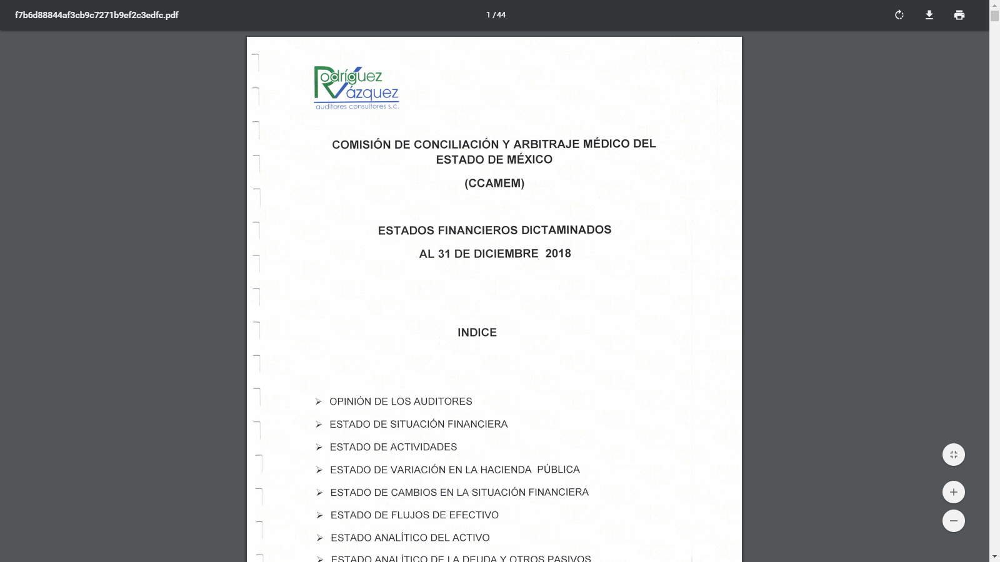 f7b6d88844af3cb9c7271b9ef2c3edfc.pdf
1 / 44
Rodríguez
Vázquez
auditores consultores s.c.
COMISIÓN DE CONCILIACIÓN Y ARBITRAJE MÉDICO DEL
ESTADO DE MÉXICO
(CCAMEM)
ESTADOS FINANCIEROS DICTAMINADOS
AL 31 DE DICIEMBRE 2018
INDICE
➢ OPINIÓN DE LOS AUDITORES
➢ ESTADO DE SITUACIÓN FINANCIERA
➢ ESTADO DE ACTIVIDADES
➢ ESTADO DE VARIACIÓN EN LA HACIENDA PÚBLICA
➢ ESTADO DE CAMBIOS EN LA SITUACIÓN FINANCIERA
➢ ESTADO DE FLUJOS DE EFECTIVO
➢ ESTADO ANALÍTICO DEL ACTIVO
➢ ESTADO ANALÍTICO DE LA DEUDA Y OTROS PASIVOS